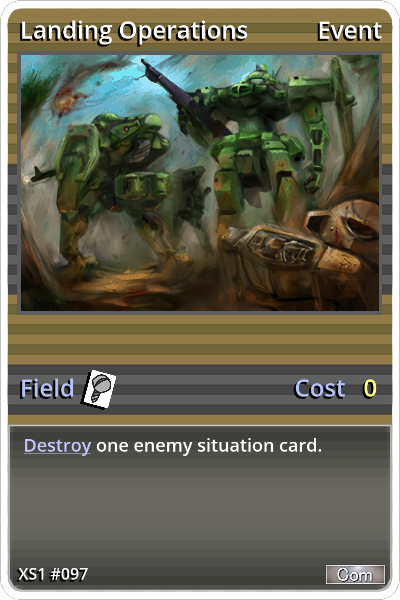 Landing Operations Event
Field Cost 0
Destroy one enemy situation card.
XS1 #097 Com